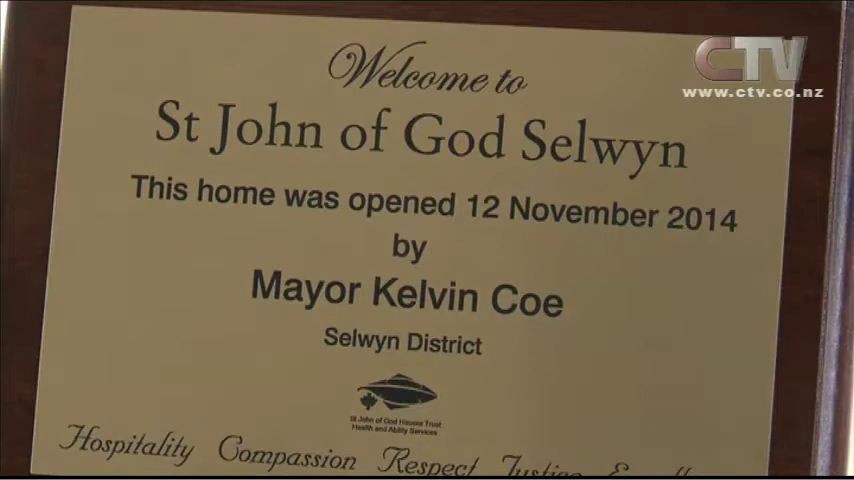 CTV
www.ctv.co.nz
Welcome to
St John of God Selwyn
This home was opened 12 November 2014
by
Mayor Kelvin Coe
Selwyn District
St John of God Hauora Trust
Health and Ability Services
Hospitality Compassion Respect Justice